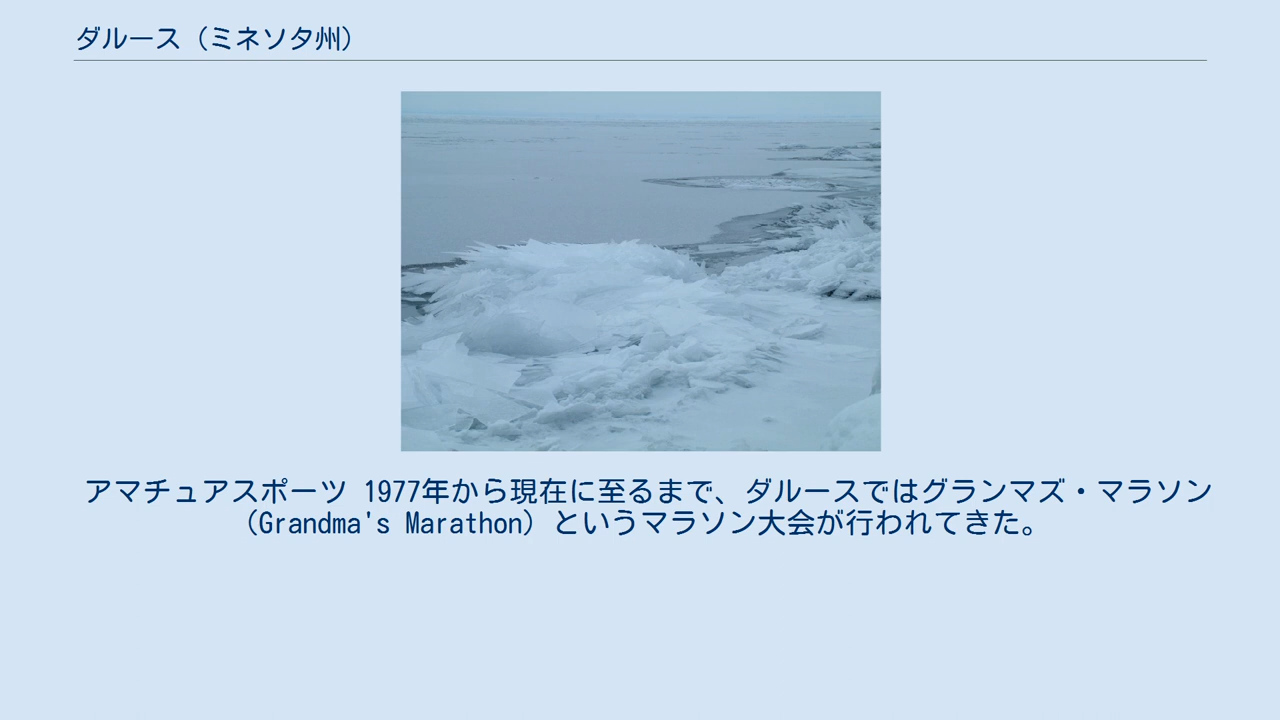 ダルース（ミネソタ州）
アマチュアスポーツ 1977年から現在に至るまで、ダルースではグランマズ・マラソン
（Grandma's Marathon）というマラソン大会が行われてきた。